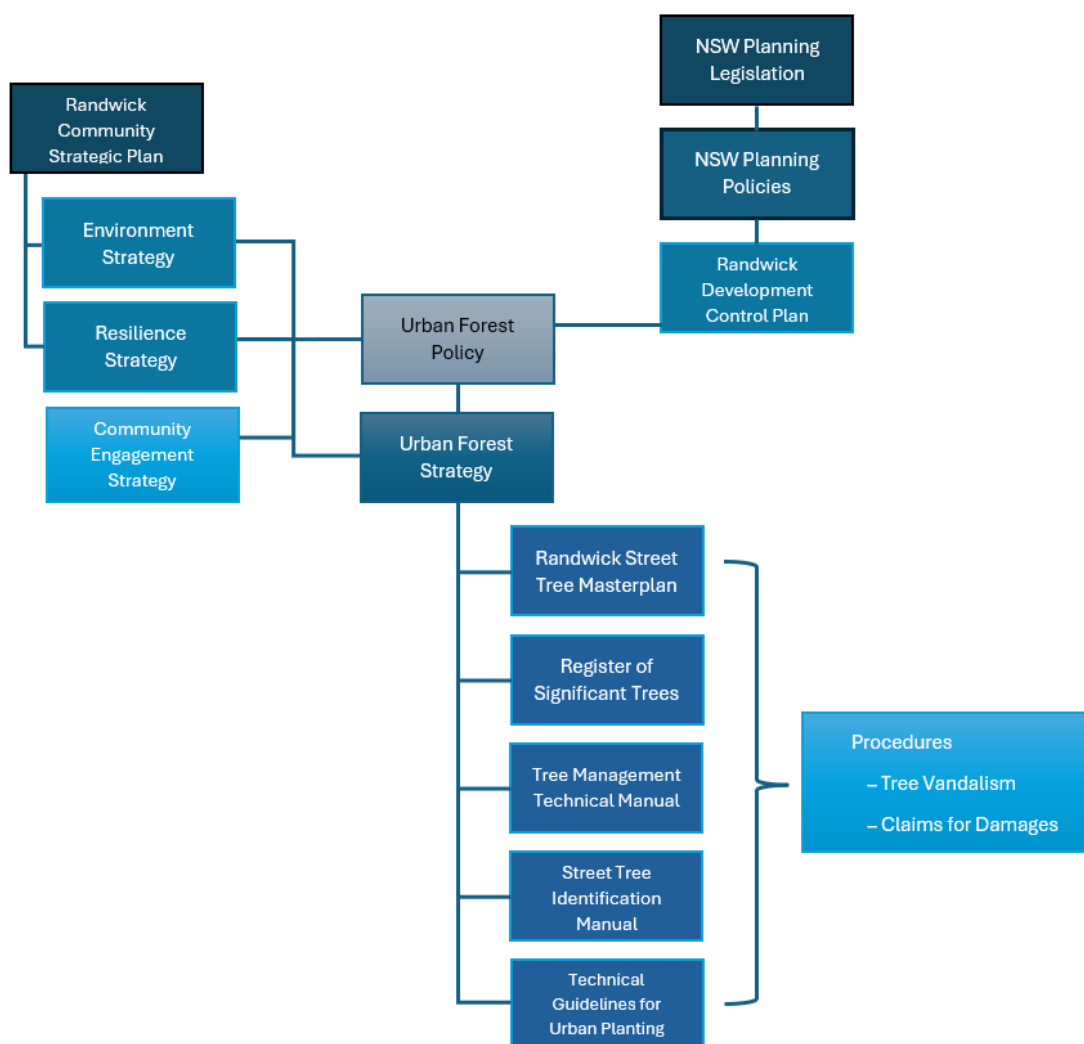 NSW Planning
Legislation
Randwick
Community
Strategic Plan
NSW Planning
Policies
Environment
Strategy
Randwick
Development
Control Plan
Resilience
Strategy
Urban Forest
Policy
Community
Engagement
Strategy
Urban Forest
Strategy
Randwick Street
Tree Masterplan
Register of
Significant Trees
Tree Management
Technical Manual
Street Tree
Identification
Manual
Technical
Guidelines for
Urban Planting
Procedures
– Tree Vandalism
– Claims for Damages